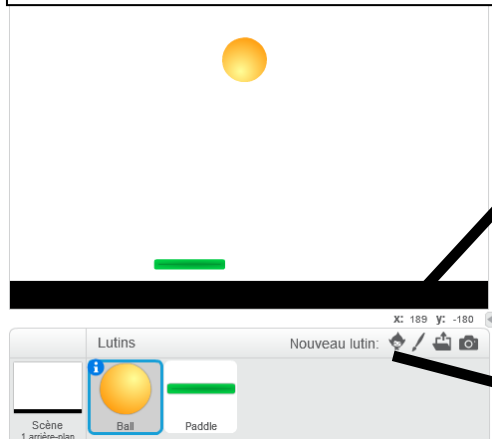 x: 189 y: -180
Lutins
Nouveau lutin:
Scène
1 arrière-plan
Ball
Paddle